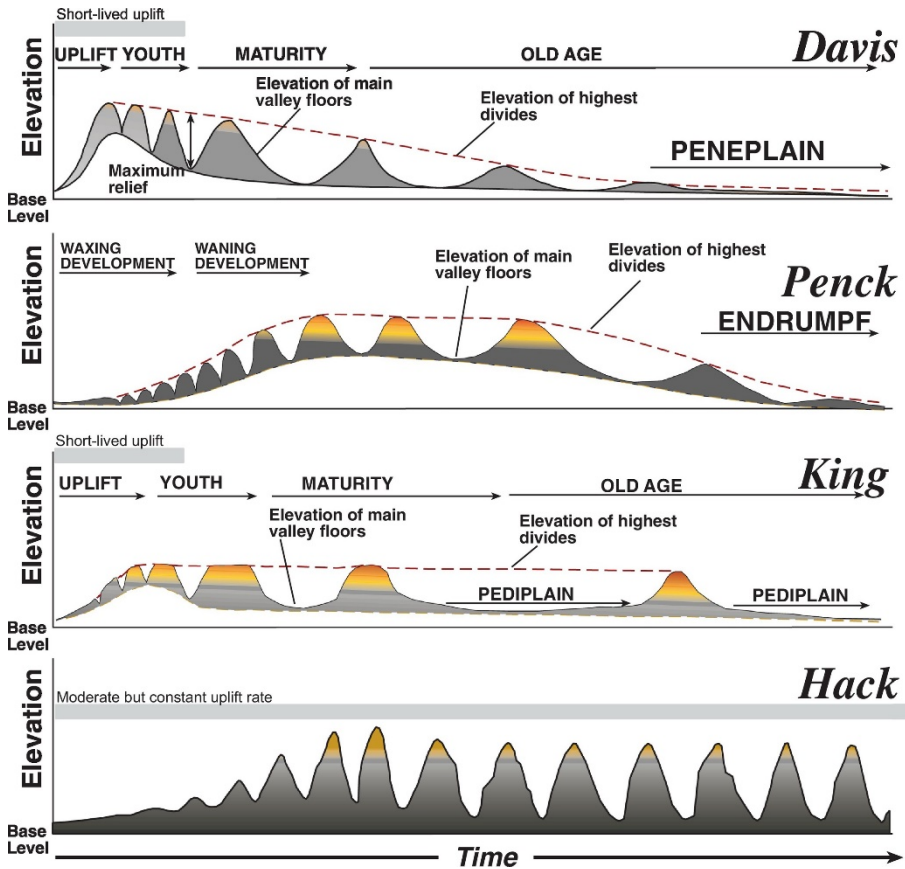 Short-lived uplift
UPLIFT YOUTH MATURITY OLD AGE Davis
Elevation
Elevation of main
valley floors
Elevation of highest
divides
Maximum
relief
PENEPLAIN
Base
Level
WAXING
DEVELOPMENT
WANING
DEVELOPMENT
Elevation of main
valley floors
Elevation of highest
divides
Penck
ENDRUMPF
Elevation
Base
Level
Short-lived uplift
UPLIFT YOUTH MATURITY OLD AGE King
Elevation
Elevation of main
valley floors
Elevation of highest
divides
PEDIPLAIN PEDIPLAIN
Base
Level
Hack
Moderate but constant uplift rate
Elevation
Base
Level
Time